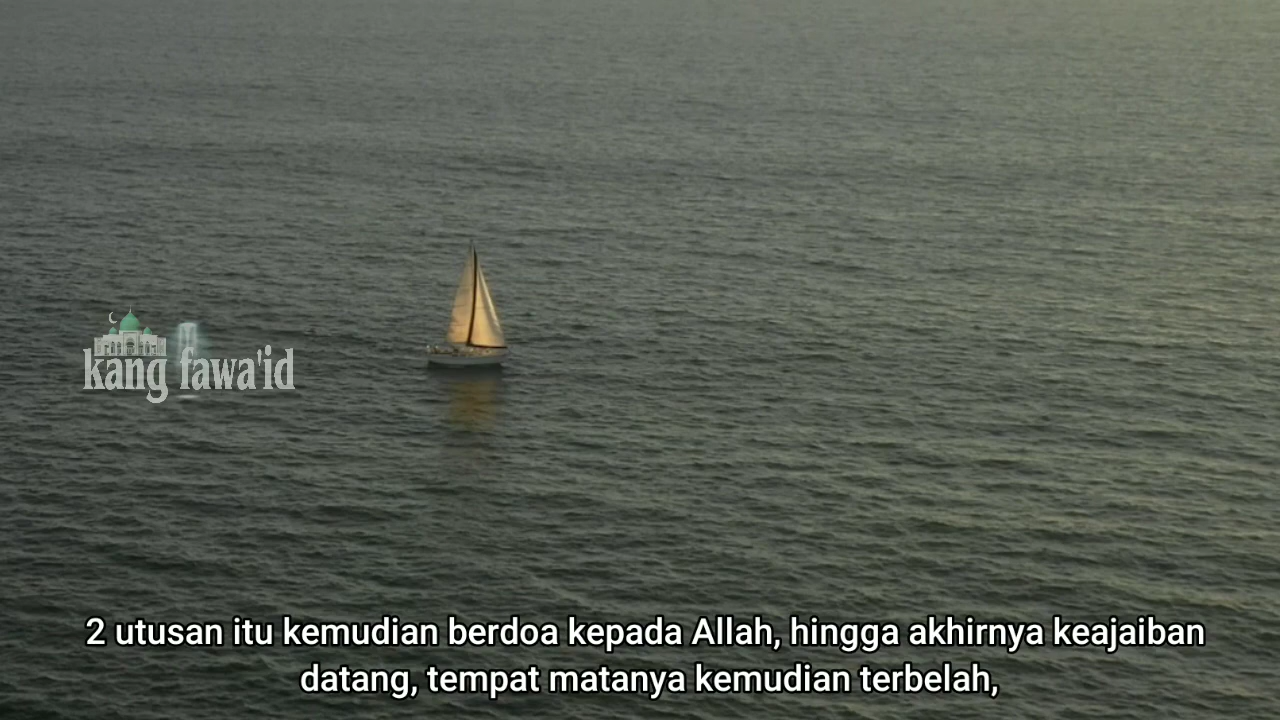 kang fawa'id
2 utusan itu kemudian berdoa kepada Allah, hingga akhirnya keajaiban
datang, tempat matanya kemudian terbelah,